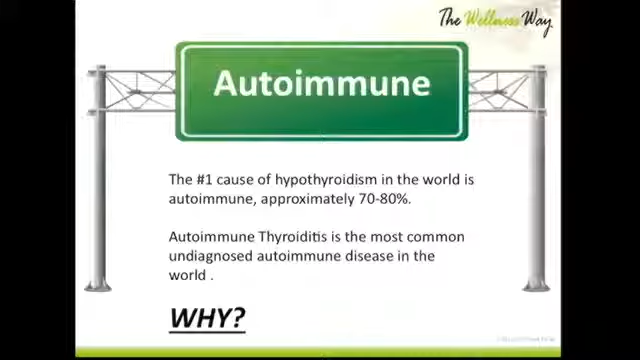 The Wellness Way
Autoimmune
The #1 cause of hypothyroidism in the world is
autoimmune, approximately 70-80%.
Autoimmune Thyroiditis is the most common
undiagnosed autoimmune disease in the
world .
WHY?